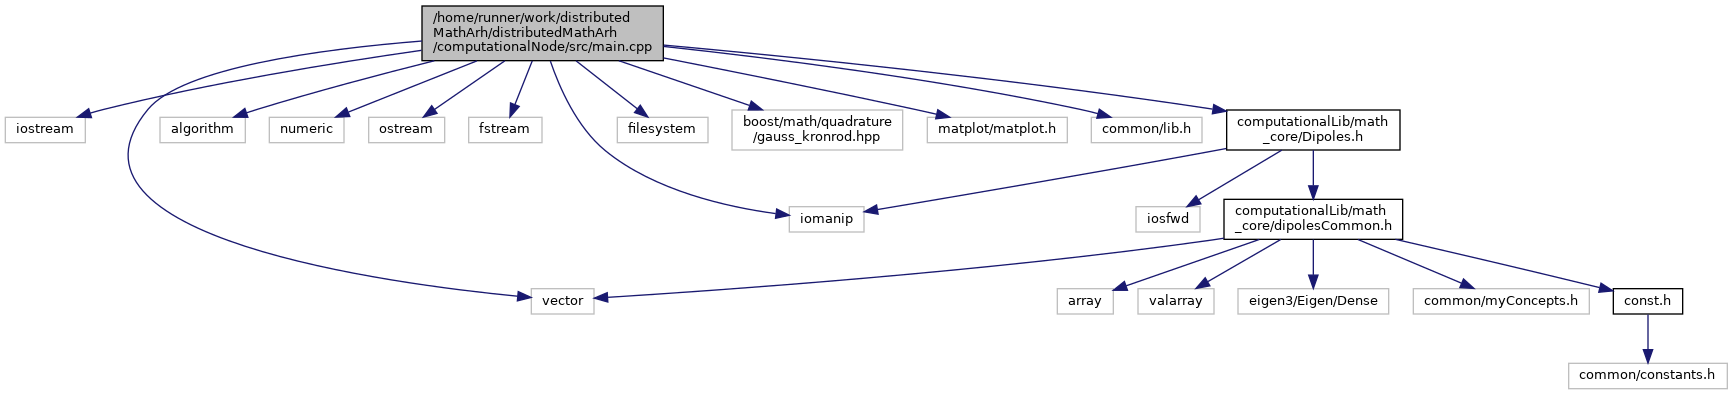 /home/runner/work/distributed
MathArh/distributedMathArh
/computationalNode/src/main.cpp
iostream
algorithm
numeric
ostream
fstream
filesystem
boost/math/quadrature
/gauss_kronrod.hpp
matplot/matplot.h
common/lib.h
computationalLib/math
_core/Dipoles.h
iomanip
iosfwd
computationalLib/math
_core/dipolesCommon.h
vector
array
valarray
eigen3/Eigen/Dense
common/myConcepts.h
const.h
common/constants.h